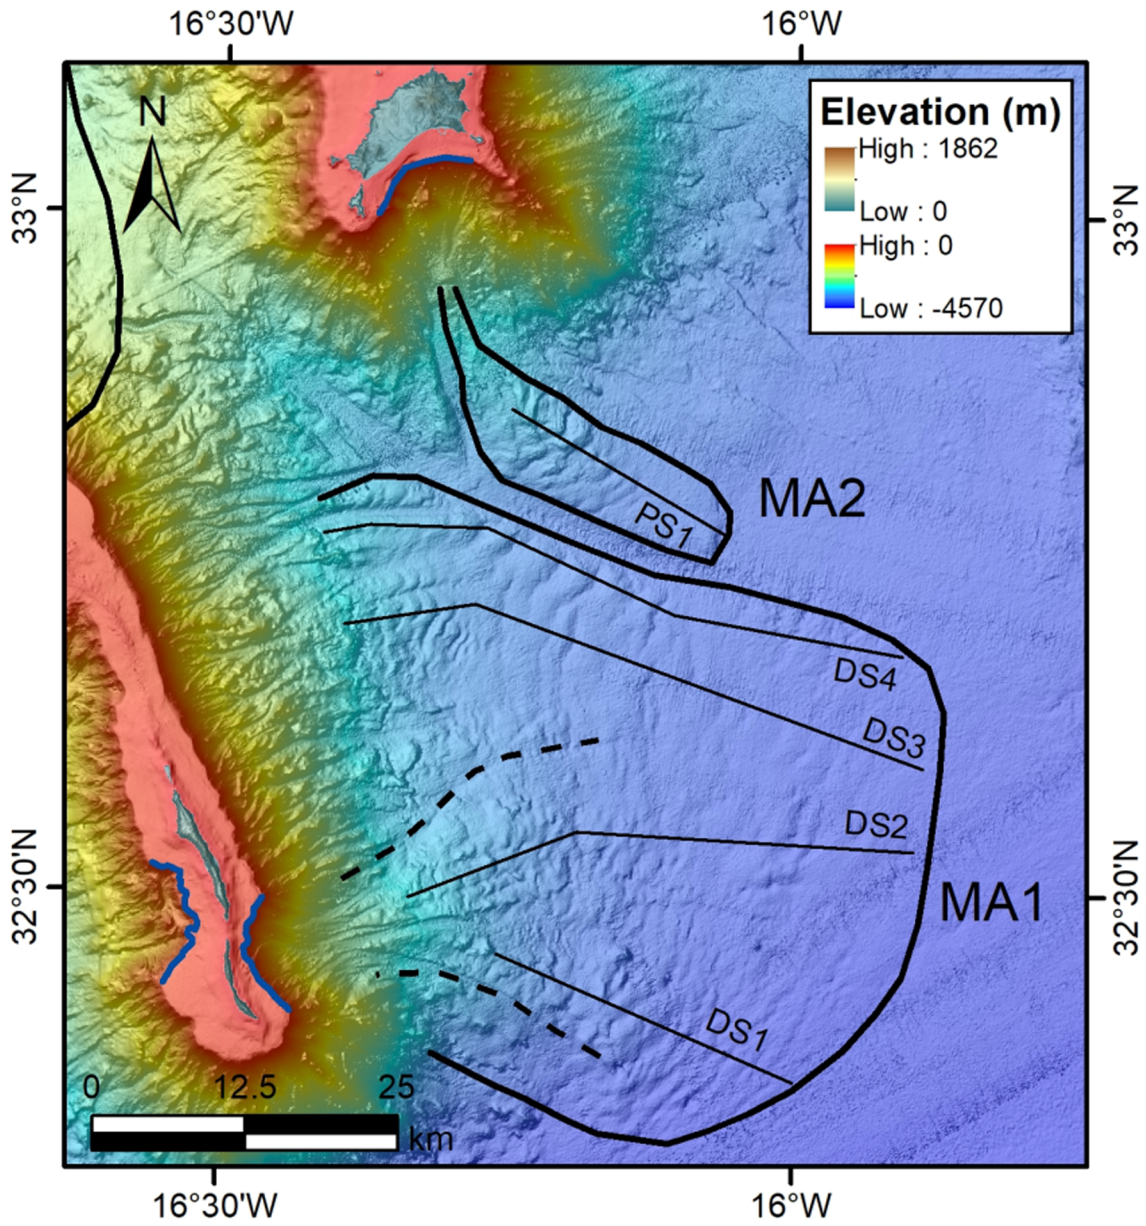 16°30'W
16°W
N
Elevation (m)
High : 1862
Low : 0
High : 0
Low : -4570
33°N
33°N
MA2
PS1
DS4
DS3
DS2
MA1
32°30'N
32°30'N
DS1
0 12.5 25
km
16°30'W
16°W